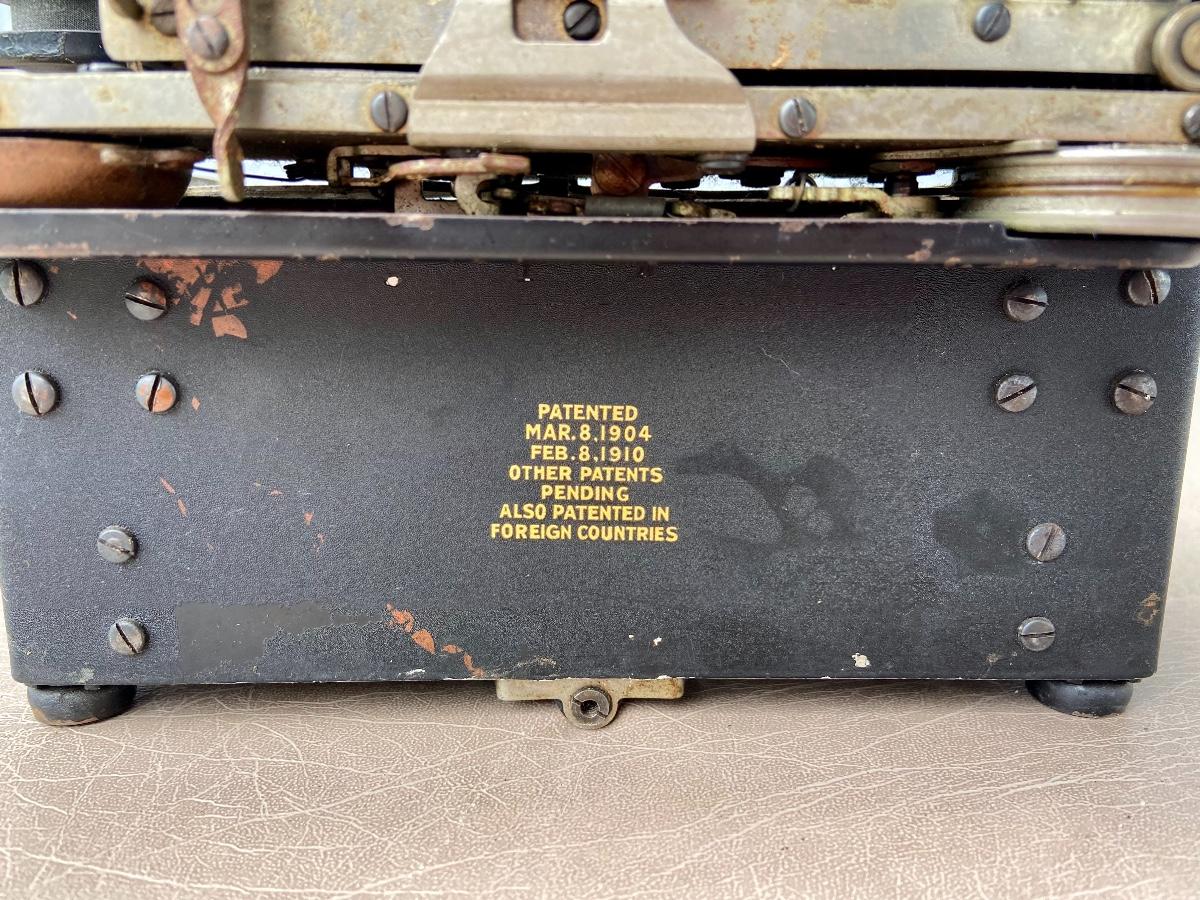 PATENTED
MAR.8,1904
FEB.8,1910
OTHER PATENTS
PENDING
ALSO PATENTED IN
FOREIGN COUNTRIES